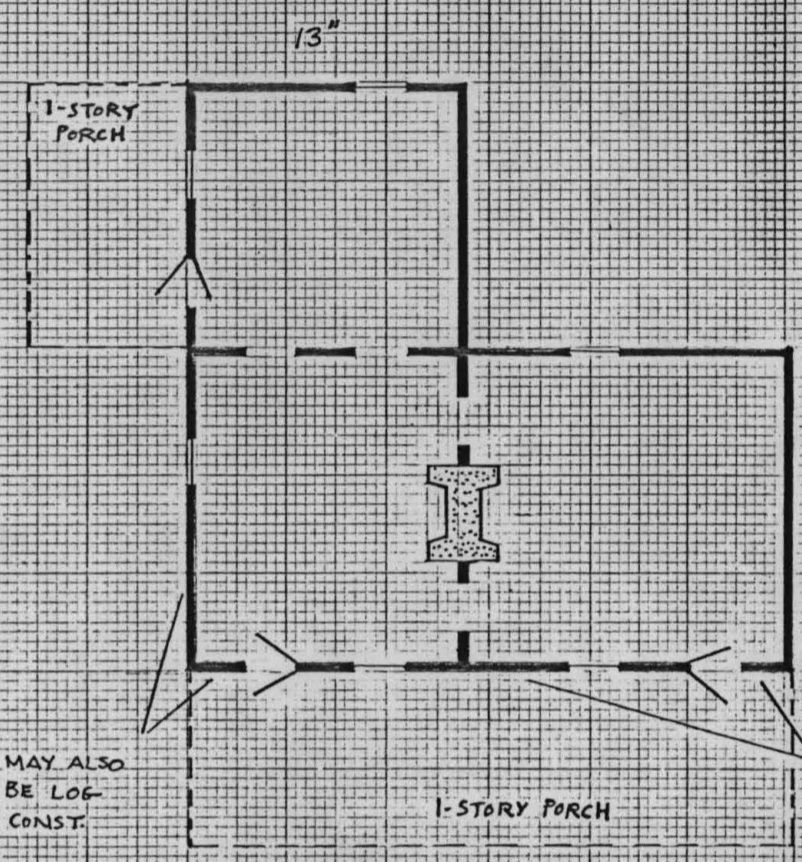 13"
1-STORY
PORCH
MAY ALSO
BE LOG
CONST.
1-STORY PORCH